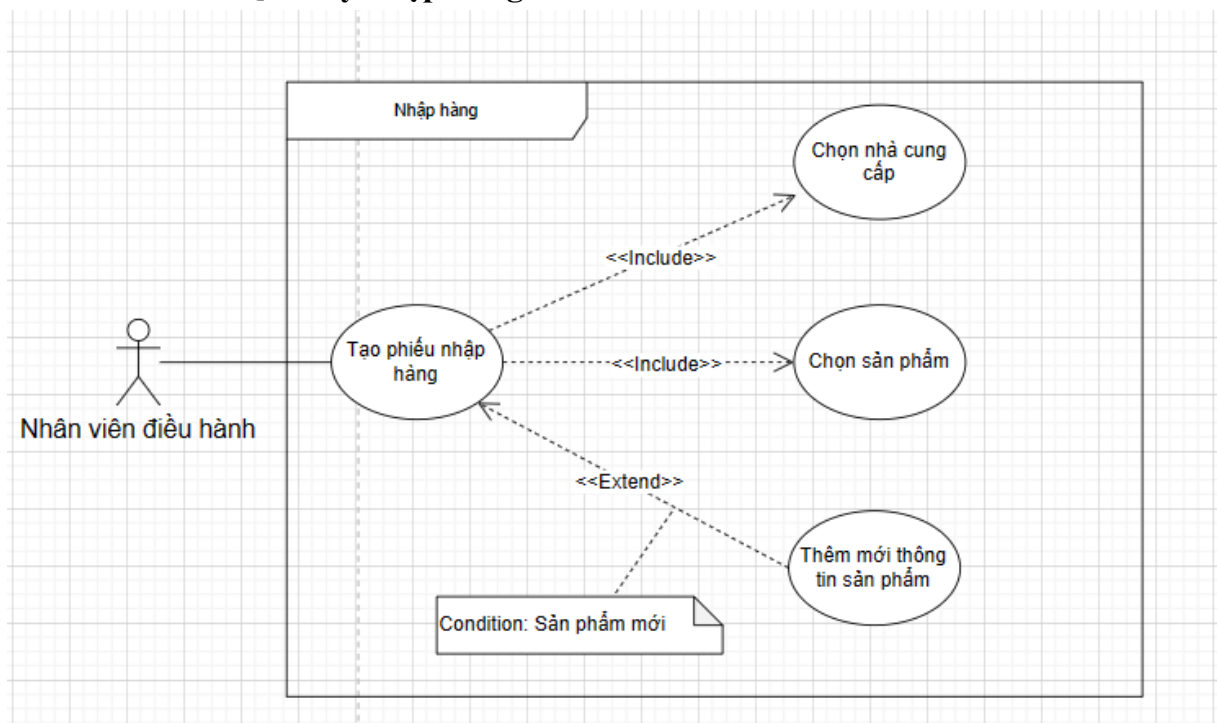 Nhập hàng
Chọn nhà cung
cấp
<<Include>>
Tạo phiếu nhập
hàng
<<Include>>
Chọn sản phẩm
Nhân viên điều hành
<<Extend>>
Thêm mới thông
tin sản phẩm
Condition: Sản phẩm mới